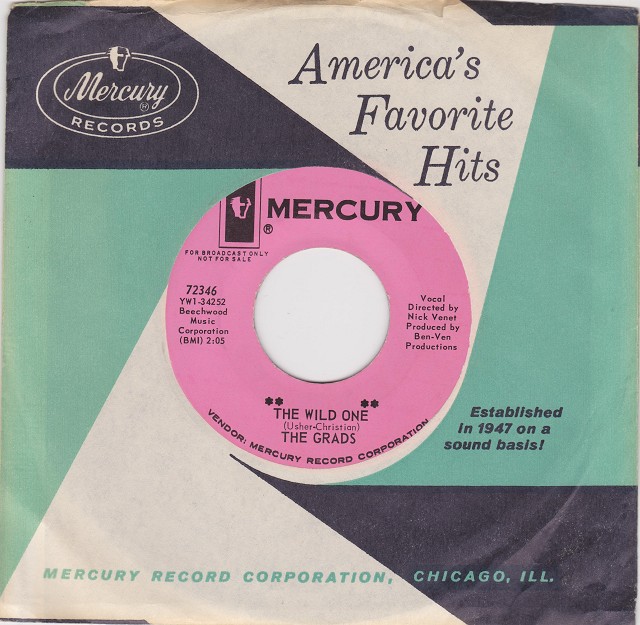 Mercury
®
RECORDS
America's
Favorite
Hits
MERCURY
®
FOR BROADCAST ONLY
NOT FOR SALE
72346
YW1-34252
Beechwood
Music
Corporation
(BMI) 2:05
Vocal
Directed by
Nick Venet
Produced by
Ben-Ven
Productions
** THE WILD ONE **
(Usher-Christian)
THE GRADS
VENDOR: MERCURY RECORD CORPORATION
Established
in 1947 on a
sound basis!
MERCURY RECORD CORPORATION, CHICAGO, ILL.